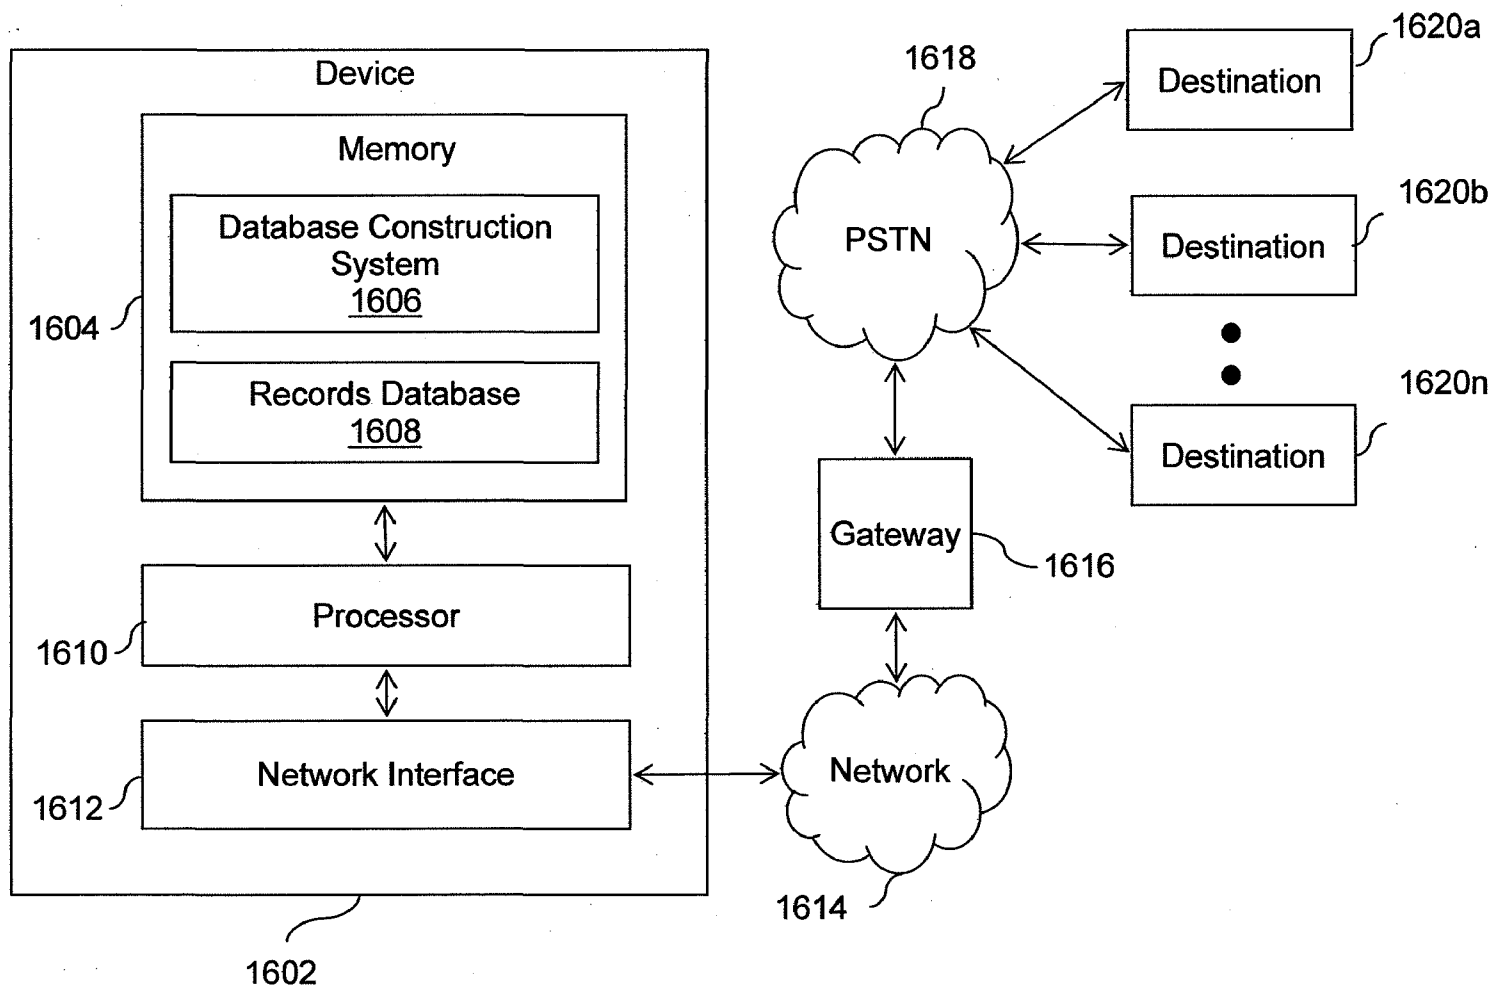 Device
Memory
Database Construction
System
1606
Records Database
1608
1604
Processor
1610
Network Interface
1612
1602
1618
PSTN
Gateway
1616
Network
1614
1620a
Destination
1620b
Destination
1620n
Destination